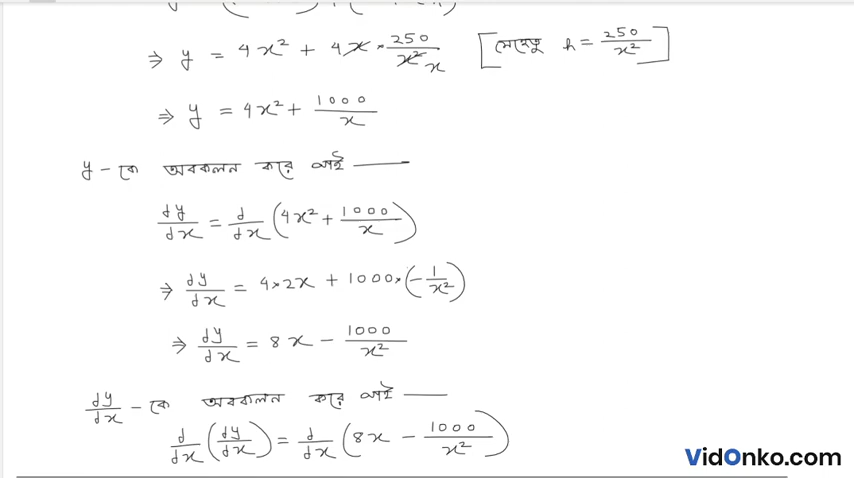 ⇒ y = 4x² + 4x · 250/x² x [যেহেতু h = 250/x²]
⇒ y = 4x² + 1000/x
y - কে অবকলন করে পাই ——
dy/dx = d/dx (4x² + 1000/x)
⇒ dy/dx = 4×2x + 1000×(-1/x²)
⇒ dy/dx = 8x - 1000/x²
dy/dx - কে অবকলন করে পাই ——
d/dx (dy/dx) = d/dx (8x - 1000/x²)
VidOnko.com